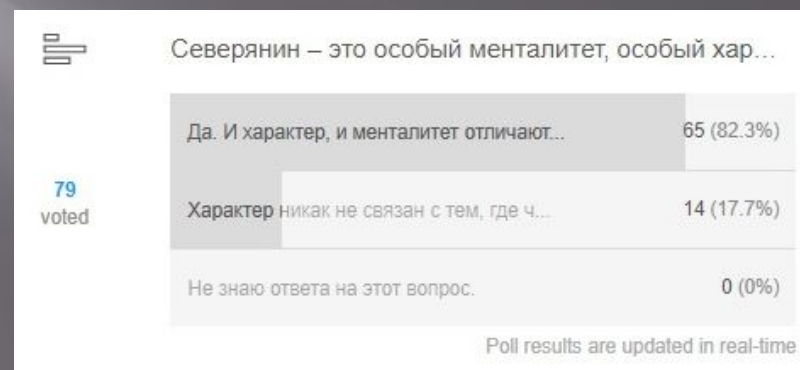 Северянин – это особый менталитет, особый хар...
Да. И характер, и менталитет отличают... 65 (82.3%)
79
voted
Характер никак не связан с тем, где ч... 14 (17.7%)
Не знаю ответа на этот вопрос. 0 (0%)
Poll results are updated in real-time